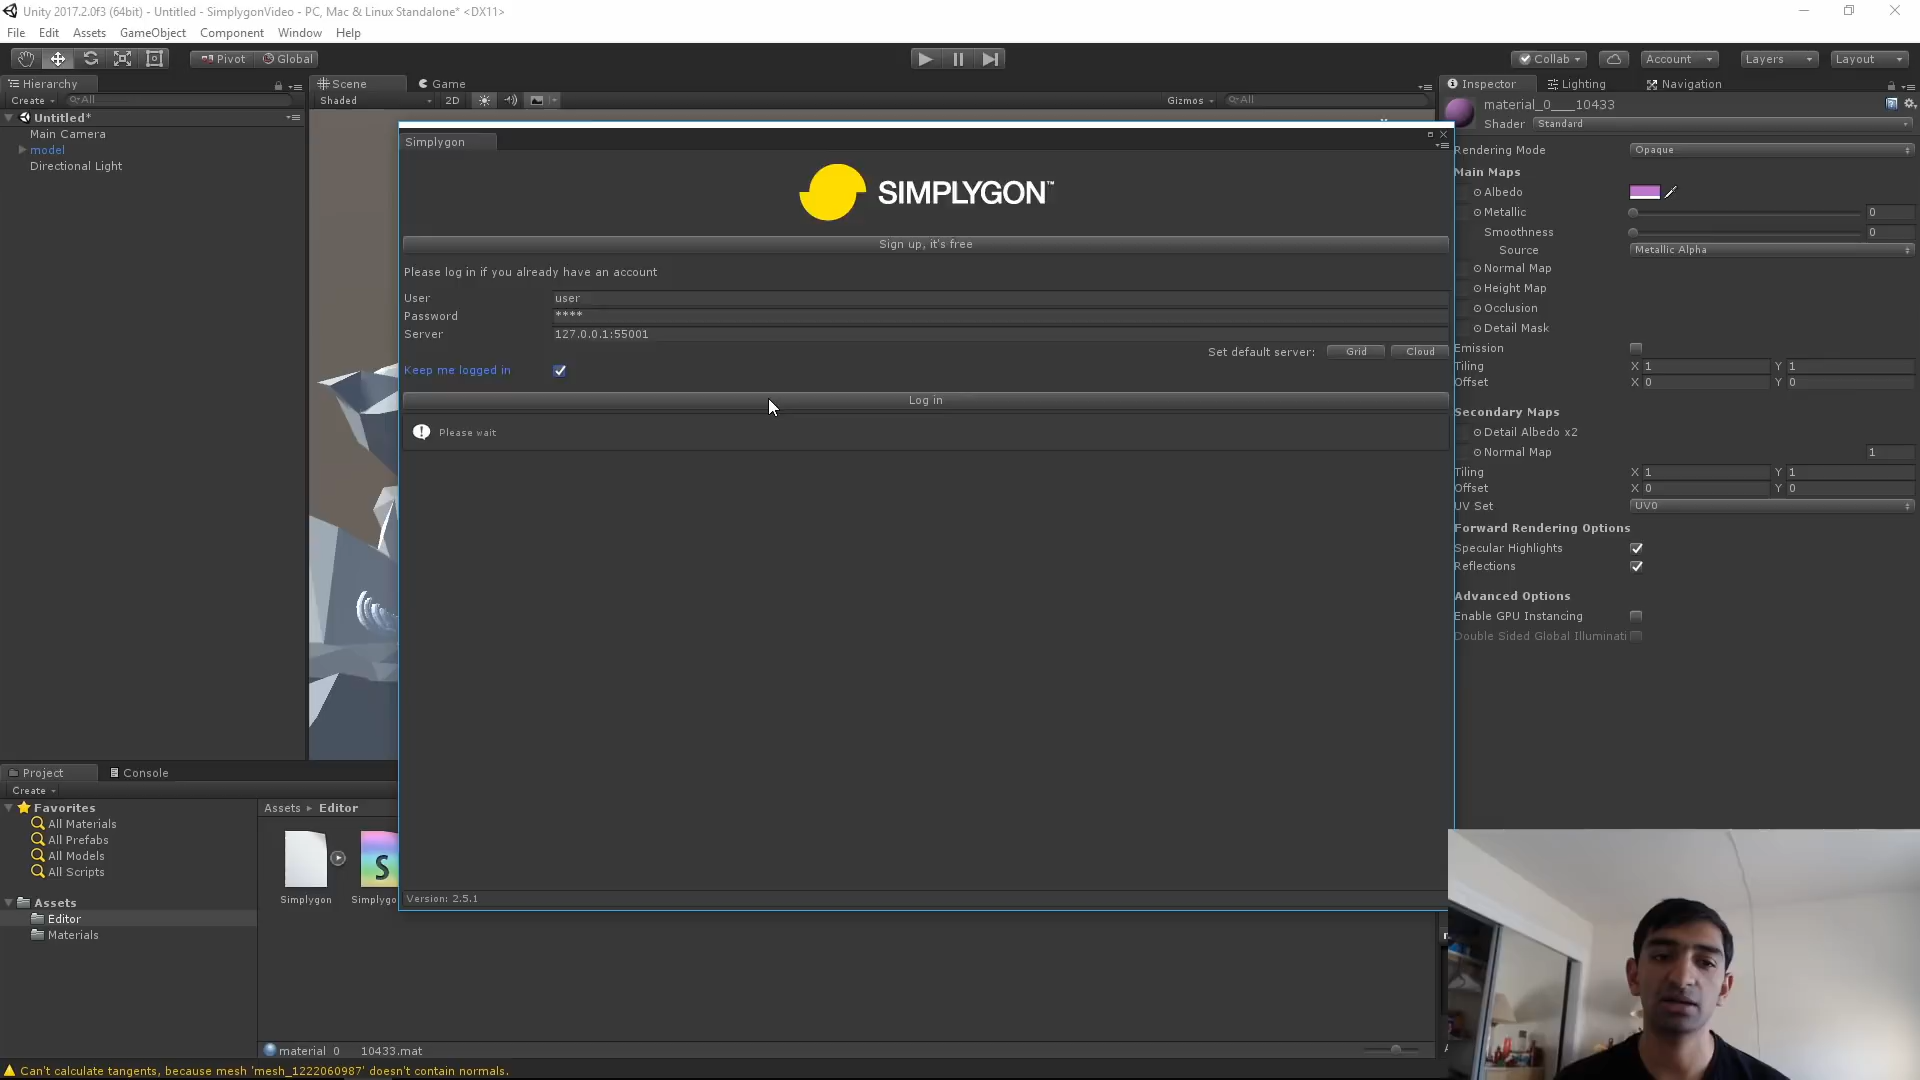 Unity 2017.2.0f3 (64bit) - Untitled - SimplygonVideo - PC, Mac & Linux Standalone* <DX11>
File Edit Assets GameObject Component Window Help
Pivot Global Collab Account Layers Layout
Hierarchy
Create All
Untitled*
Main Camera
model
Directional Light
Scene Game
Shaded 2D Gizmos All
Simplygon
SIMPLYGON™
Sign up, it's free
Please log in if you already have an account
User user
Password ****
Server 127.0.0.1:55001
Set default server: Grid Cloud
Keep me logged in
Log in
Please wait
Version: 2.5.1
Inspector Lighting Navigation
material_0___10433
Shader Standard
Rendering Mode Opaque
Main Maps
Albedo
Metallic 0
Smoothness 0
Source Metallic Alpha
Normal Map
Height Map
Occlusion
Detail Mask
Emission
Tiling X 1 Y 1
Offset X 0 Y 0
Secondary Maps
Detail Albedo x2
Normal Map 1
Tiling X 1 Y 1
Offset X 0 Y 0
UV Set UV0
Forward Rendering Options
Specular Highlights
Reflections
Advanced Options
Enable GPU Instancing
Double Sided Global Illuminati
Project Console
Create
Favorites
All Materials
All Prefabs
All Models
All Scripts
Assets
Editor
Materials
Assets Editor
Simplygon Simplygo
S
material_0___10433.mat
Can't calculate tangents, because mesh 'mesh_1222060987' doesn't contain normals.